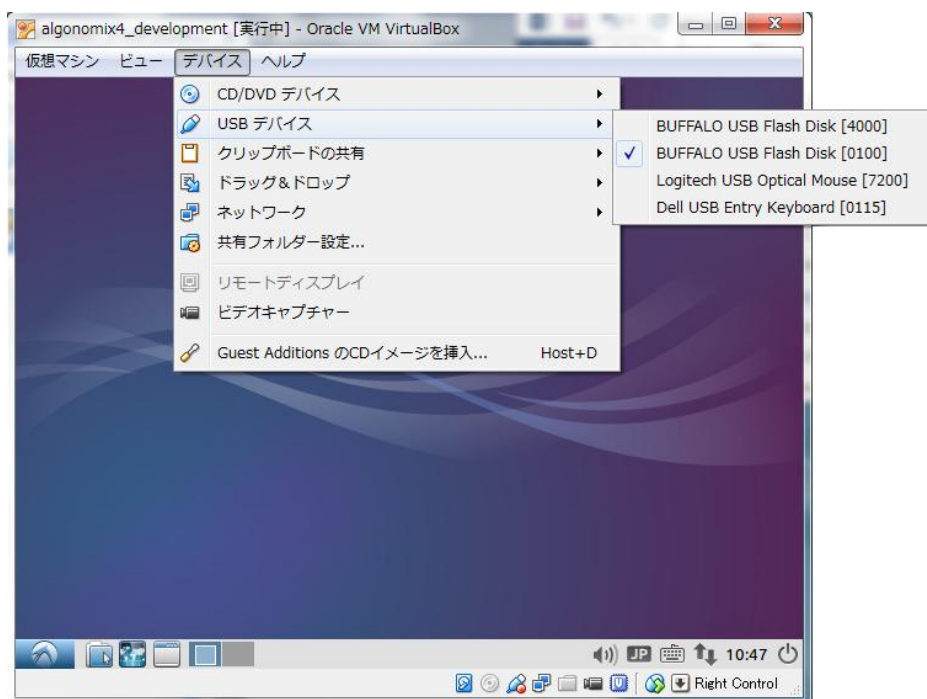 algonomix4_development [実行中] - Oracle VM VirtualBox
仮想マシン ビュー デバイス ヘルプ
CD/DVD デバイス
USB デバイス
クリップボードの共有
ドラッグ＆ドロップ
ネットワーク
共有フォルダー設定...
リモートディスプレイ
ビデオキャプチャー
Guest Additions のCDイメージを挿入... Host+D
BUFFALO USB Flash Disk [4000]
✓ BUFFALO USB Flash Disk [0100]
Logitech USB Optical Mouse [7200]
Dell USB Entry Keyboard [0115]
JP 10:47
Right Control